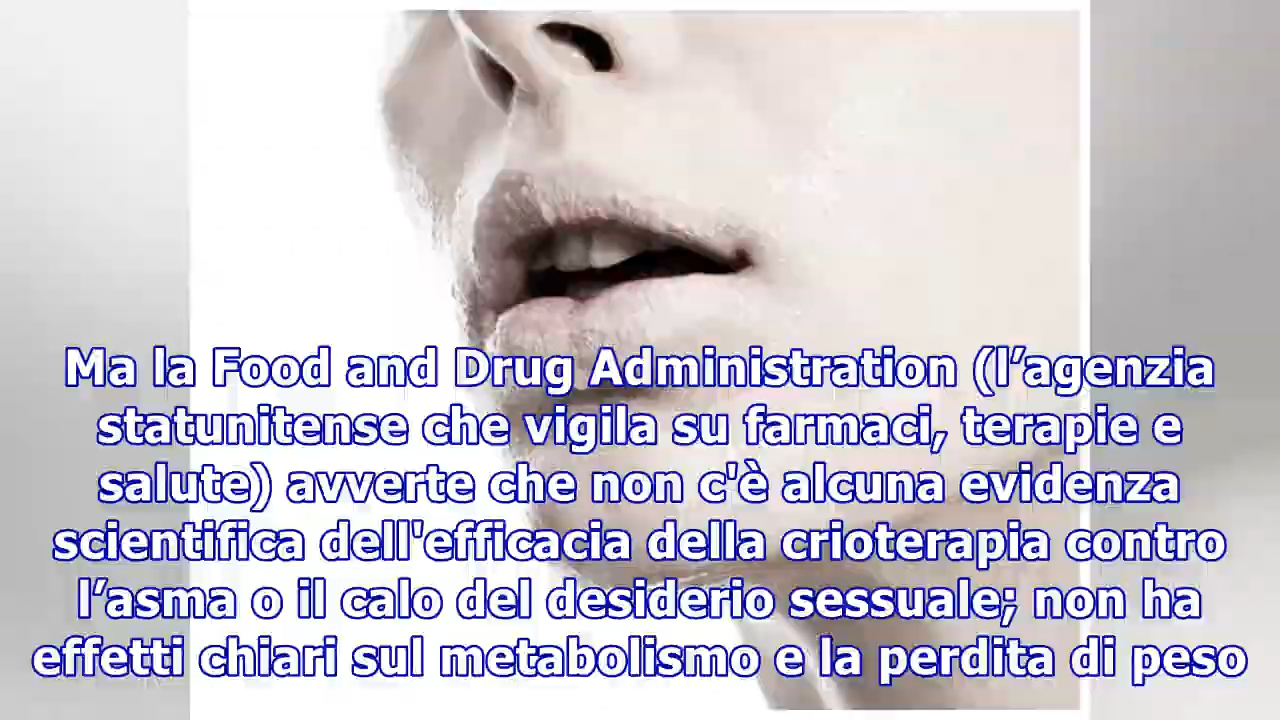 Ma la Food and Drug Administration (l’agenzia
statunitense che vigila su farmaci, terapie e
salute) avverte che non c'è alcuna evidenza
scientifica dell'efficacia della crioterapia contro
l’asma o il calo del desiderio sessuale; non ha
effetti chiari sul metabolismo e la perdita di peso